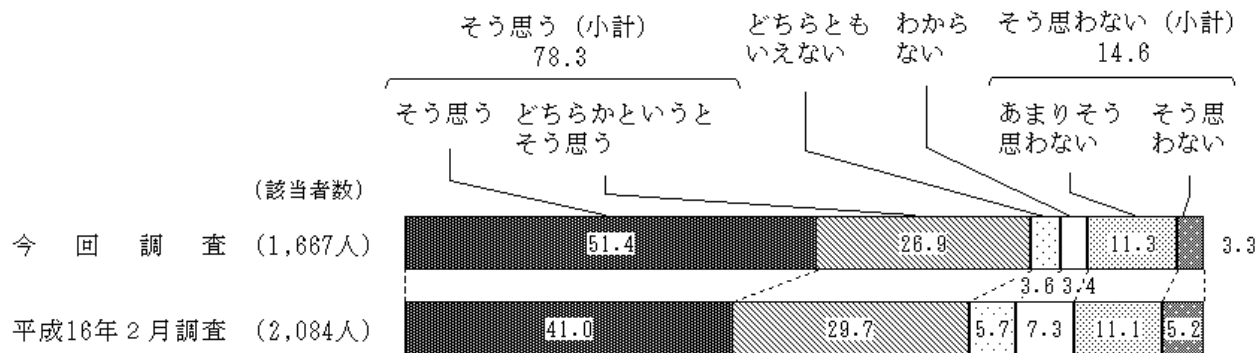 そう思う (小計)
78.3
どちらとも
いえない
わから
ない
そう思わない (小計)
14.6
そう思う
どちらかというと
そう思う
あまりそう
思わない
そう思
わない
(該当者数)
今回調査 (1,667人)
51.4 26.9 11.3 3.3
3.6 3.4
平成16年2月調査 (2,084人)
41.0 29.7 5.7 7.3 11.1 5.2